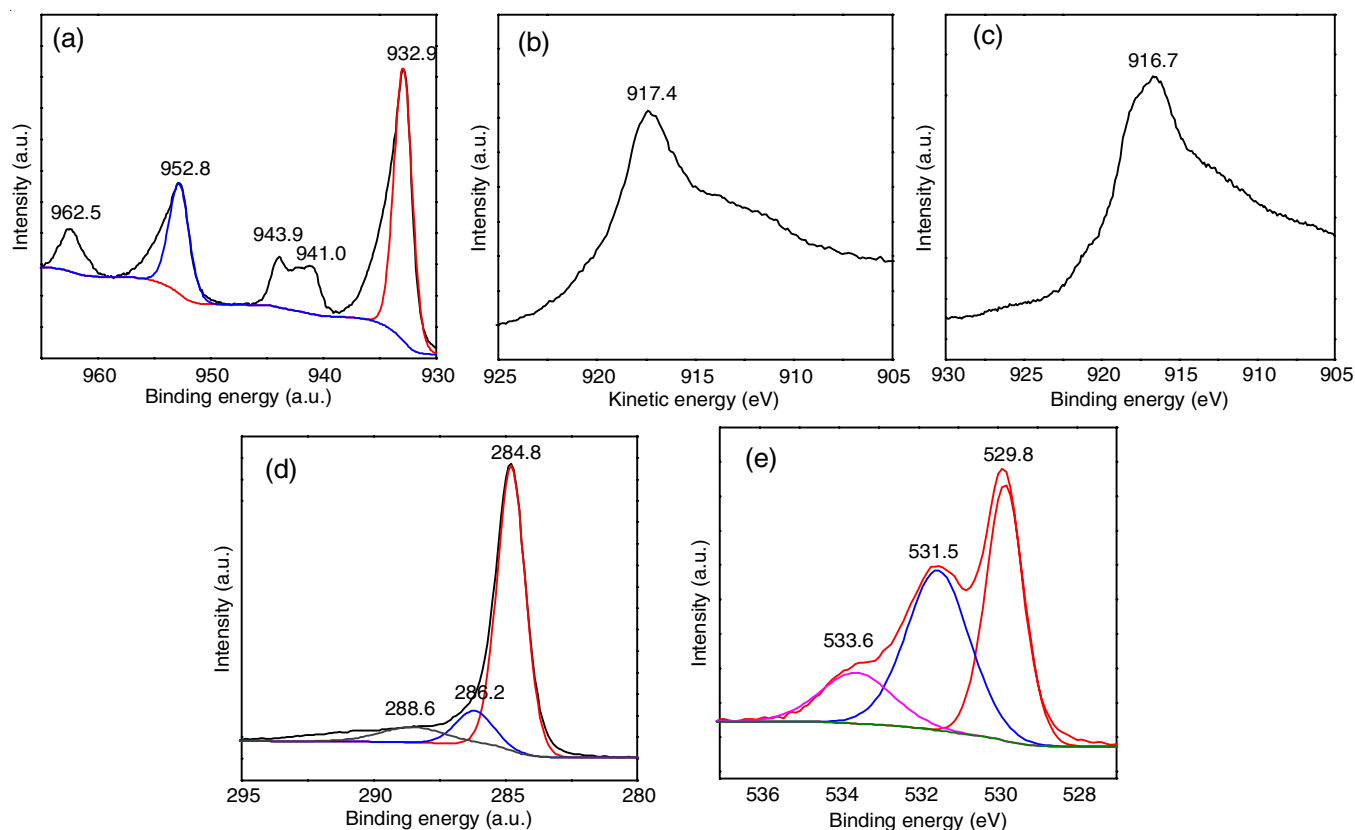 (a)
932.9
952.8
962.5
943.9
941.0
Intensity (a.u.)
960 950 940 930
Binding energy (a.u.)
(b)
917.4
Intensity (a.u.)
925 920 915 910 905
Kinetic energy (eV)
(c)
916.7
Intensity (a.u.)
930 925 920 915 910 905
Binding energy (eV)
(d)
284.8
286.2
288.6
Intensity (a.u.)
295 290 285 280
Binding energy (a.u.)
(e)
529.8
531.5
533.6
Intensity (a.u.)
536 534 532 530 528
Binding energy (eV)